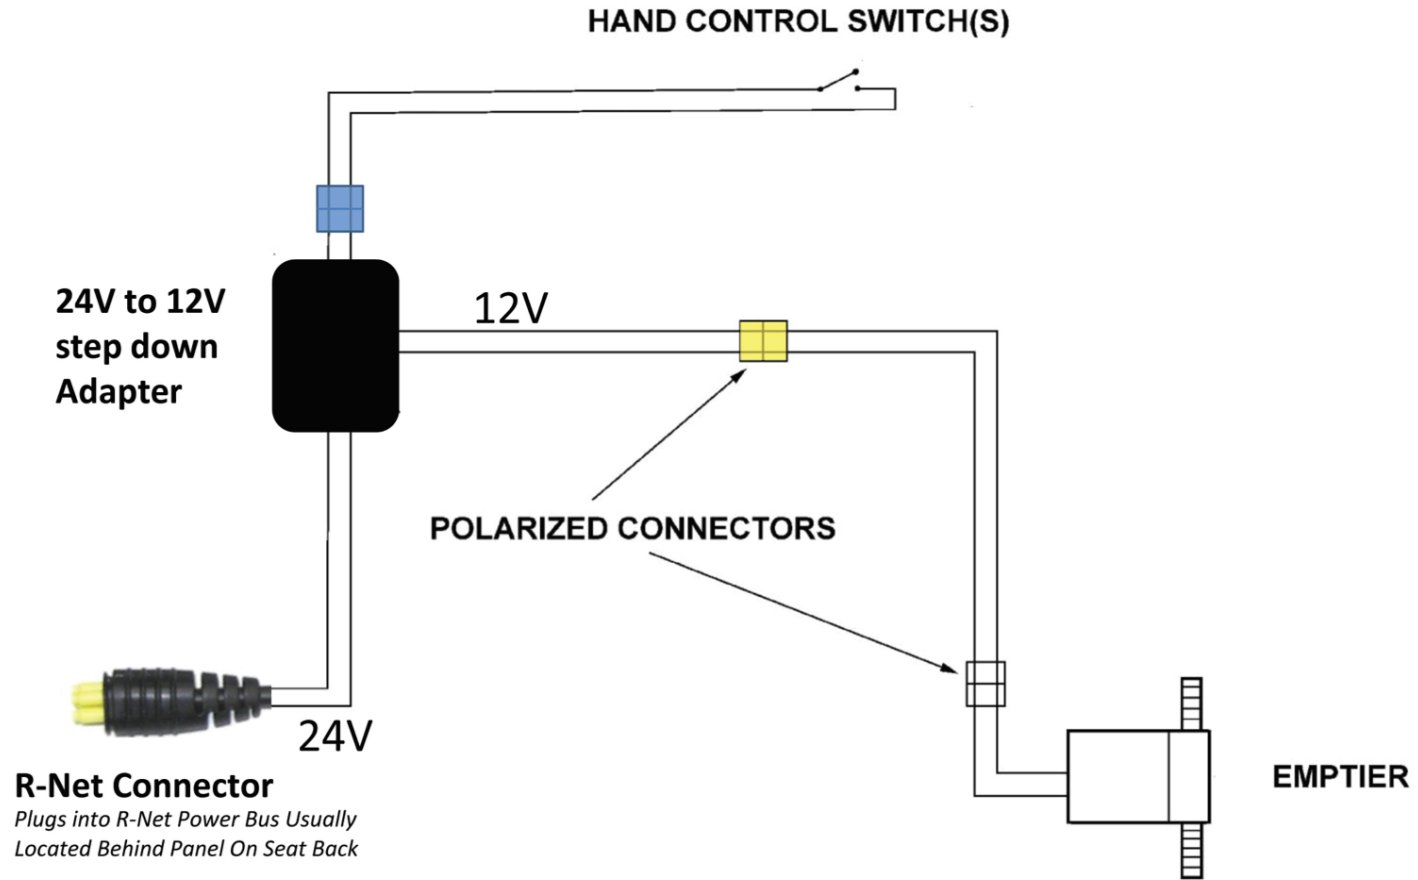 HAND CONTROL SWITCH(S)
24V to 12V
step down
Adapter
12V
POLARIZED CONNECTORS
24V
R-Net Connector
Plugs into R-Net Power Bus Usually
Located Behind Panel On Seat Back
EMPTIER